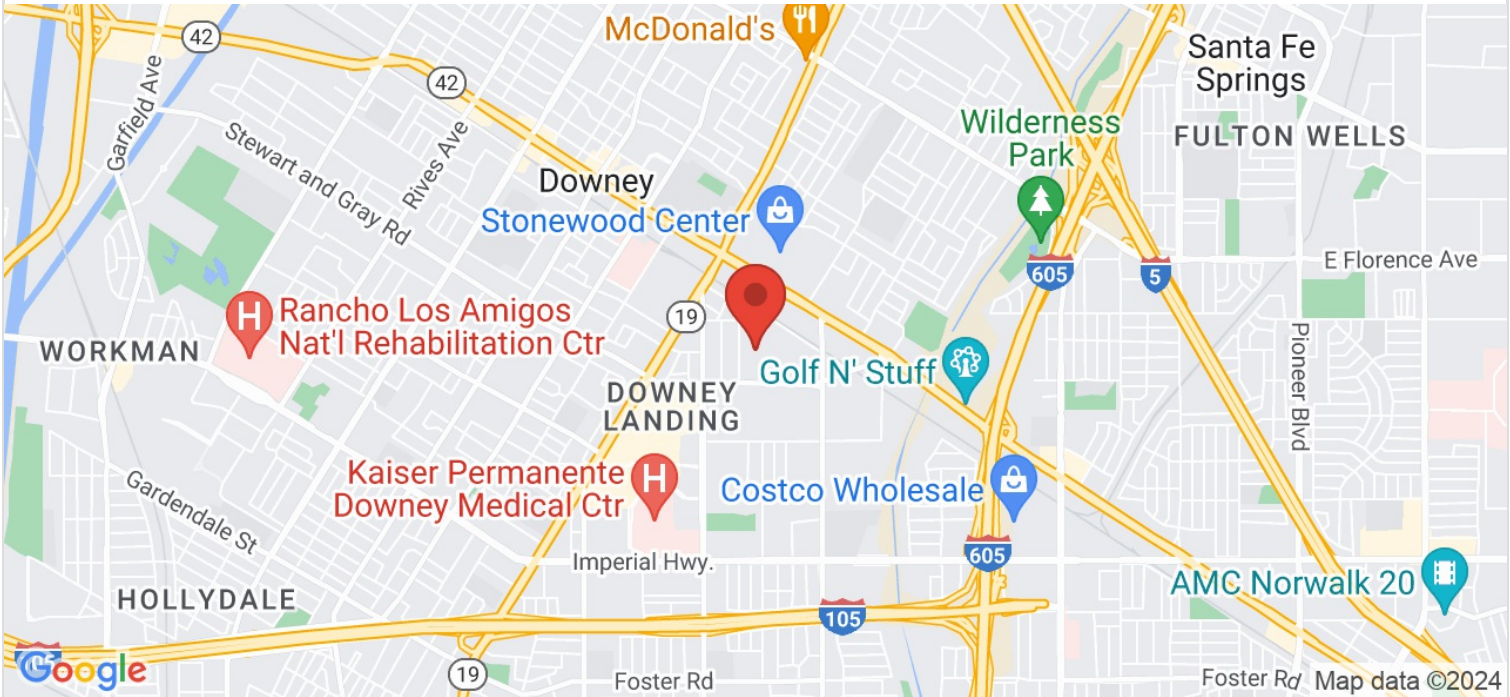 McDonald's
42
42
Garfield Ave
Santa Fe
Springs
Wilderness
Park
FULTON WELLS
Stewart and Gray Rd
Rives Ave
Downey
Stonewood Center
605
5
E Florence Ave
H
Rancho Los Amigos
Nat'l Rehabilitation Ctr
19
WORKMAN
Golf N' Stuff
Pioneer Blvd
DOWNEY
LANDING
Kaiser Permanente
Downey Medical Ctr
H
Costco Wholesale
Gardendale St
Imperial Hwy.
605
AMC Norwalk 20
HOLLYDALE
105
105
Google
19
Foster Rd
Foster Rd
Map data ©2024